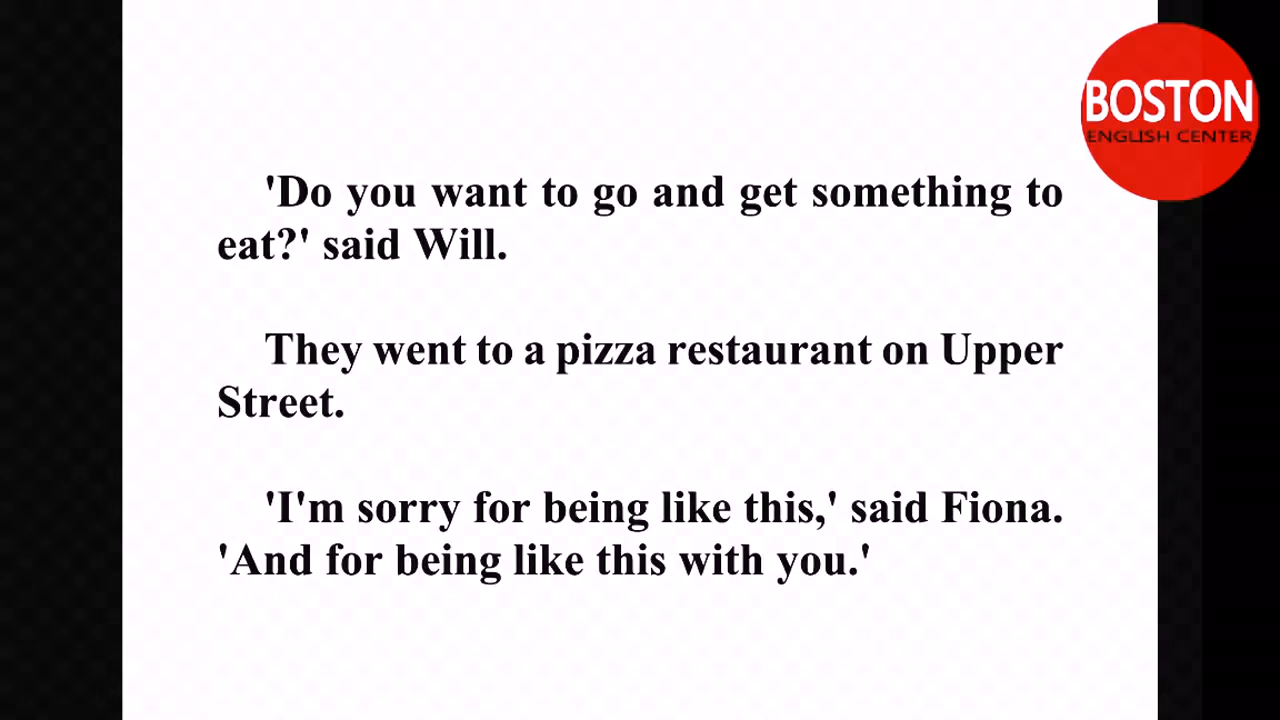 BOSTON
ENGLISH CENTER
'Do you want to go and get something to
eat?' said Will.
They went to a pizza restaurant on Upper
Street.
'I'm sorry for being like this,' said Fiona.
'And for being like this with you.'